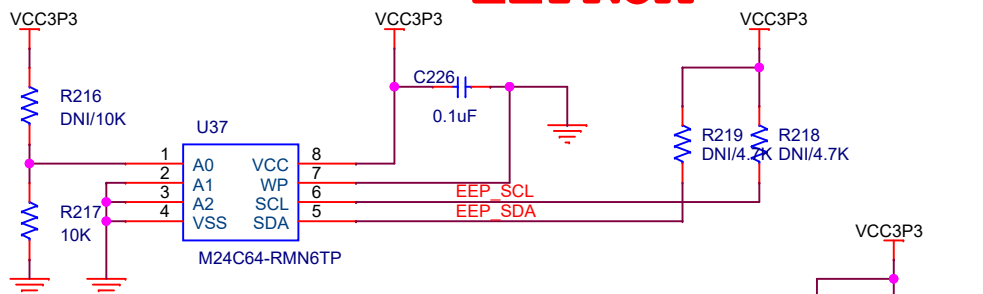 VCC3P3
VCC3P3
VCC3P3
R216
DNI/10K
C226
0.1uF
U37
R219
DNI/4.7K
R218
DNI/4.7K
1
2
3
4
A0
A1
A2
VSS
VCC
WP
SCL
SDA
8
7
6
5
EEP_SCL
EEP_SDA
R217
10K
M24C64-RMN6TP
VCC3P3